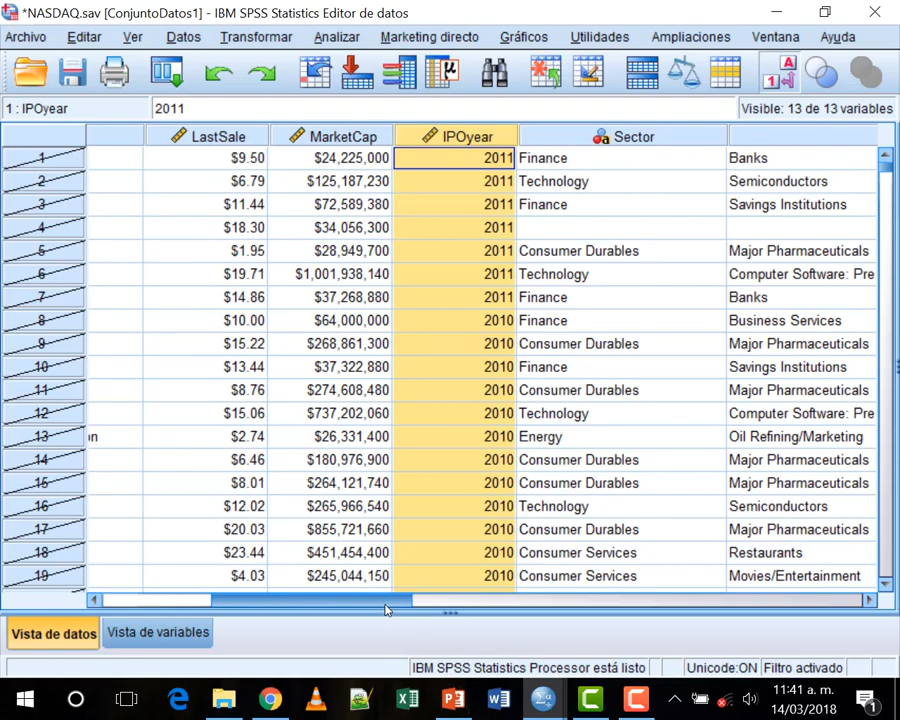 *NASDAQ.sav [ConjuntoDatos1] - IBM SPSS Statistics Editor de datos
Archivo Editar Ver Datos Transformar Analizar Marketing directo Gráficos Utilidades Ampliaciones Ventana Ayuda
1 : IPOyear 2011 Visible: 13 de 13 variables
LastSale MarketCap IPOyear Sector
1 $9.50 $24,225,000 2011 Finance Banks
2 $6.79 $125,187,230 2011 Technology Semiconductors
3 $11.44 $72,589,380 2011 Finance Savings Institutions
4 $18.30 $34,056,300 2011
5 $1.95 $28,949,700 2011 Consumer Durables Major Pharmaceuticals
6 $19.71 $1,001,938,140 2011 Technology Computer Software: Pre
7 $14.86 $37,268,880 2011 Finance Banks
8 $10.00 $64,000,000 2010 Finance Business Services
9 $15.22 $268,861,300 2010 Consumer Durables Major Pharmaceuticals
10 $13.44 $37,322,880 2010 Finance Savings Institutions
11 $8.76 $274,608,480 2010 Consumer Durables Major Pharmaceuticals
12 $15.06 $737,202,060 2010 Technology Computer Software: Pre
13 on $2.74 $26,331,400 2010 Energy Oil Refining/Marketing
14 $6.46 $180,976,900 2010 Consumer Durables Major Pharmaceuticals
15 $8.01 $264,121,740 2010 Consumer Durables Major Pharmaceuticals
16 $12.02 $265,966,540 2010 Technology Semiconductors
17 $20.03 $855,721,660 2010 Consumer Durables Major Pharmaceuticals
18 $23.44 $451,454,400 2010 Consumer Services Restaurants
19 $4.03 $245,044,150 2010 Consumer Services Movies/Entertainment
Vista de datos Vista de variables
IBM SPSS Statistics Processor está listo Unicode:ON Filtro activado
11:41 a. m.
14/03/2018
1